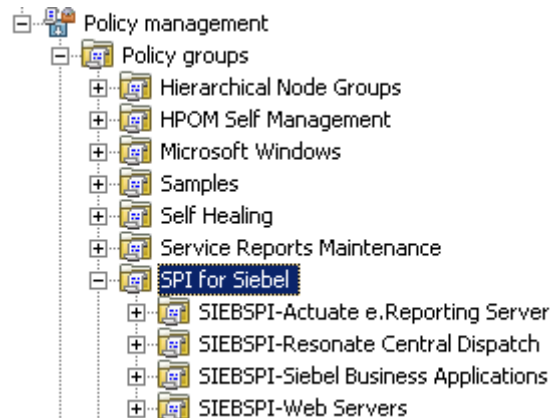 Policy management
Policy groups
Hierarchical Node Groups
HPOM Self Management
Microsoft Windows
Samples
Self Healing
Service Reports Maintenance
SPI for Siebel
SIEBSPI-Actuate e.Reporting Server
SIEBSPI-Resonate Central Dispatch
SIEBSPI-Siebel Business Applications
SIEBSPI-Web Servers